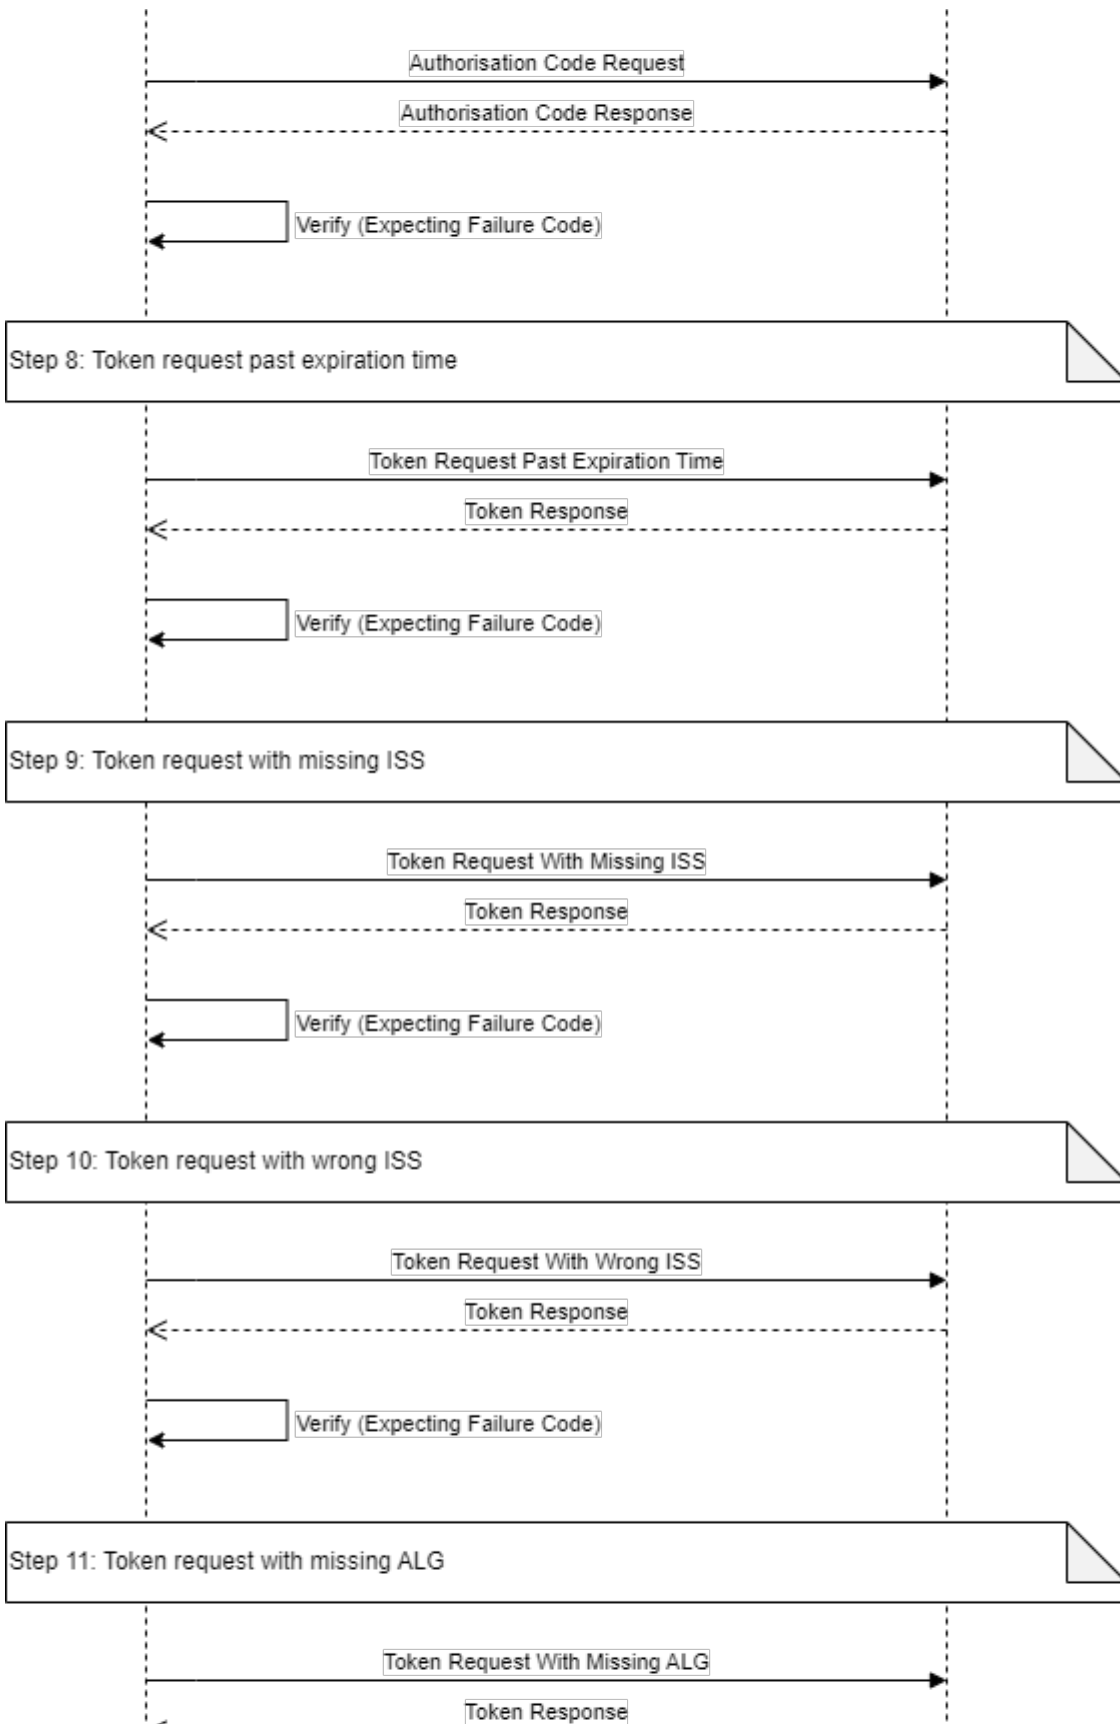 Authorisation Code Request
Authorisation Code Response
Verify (Expecting Failure Code)
Step 8: Token request past expiration time
Token Request Past Expiration Time
Token Response
Verify (Expecting Failure Code)
Step 9: Token request with missing ISS
Token Request With Missing ISS
Token Response
Verify (Expecting Failure Code)
Step 10: Token request with wrong ISS
Token Request With Wrong ISS
Token Response
Verify (Expecting Failure Code)
Step 11: Token request with missing ALG
Token Request With Missing ALG
Token Response